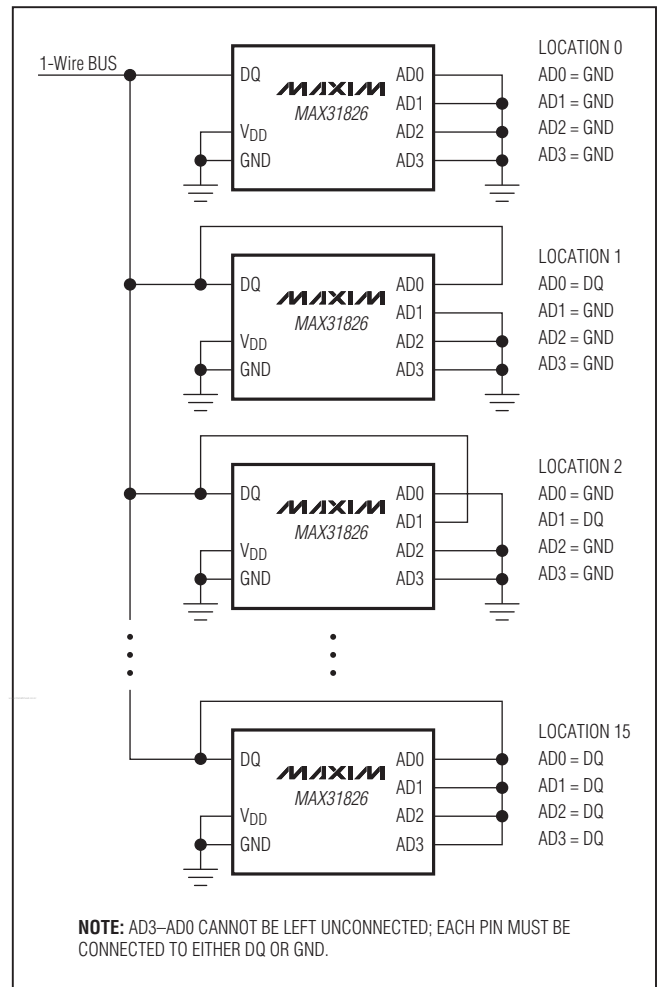 1-Wire BUS
DQ
VDD
GND
MAXIM
MAX31826
AD0
AD1
AD2
AD3
LOCATION 0
AD0 = GND
AD1 = GND
AD2 = GND
AD3 = GND
DQ
VDD
GND
MAXIM
MAX31826
AD0
AD1
AD2
AD3
LOCATION 1
AD0 = DQ
AD1 = GND
AD2 = GND
AD3 = GND
DQ
VDD
GND
MAXIM
MAX31826
AD0
AD1
AD2
AD3
LOCATION 2
AD0 = GND
AD1 = DQ
AD2 = GND
AD3 = GND
DQ
VDD
GND
MAXIM
MAX31826
AD0
AD1
AD2
AD3
LOCATION 15
AD0 = DQ
AD1 = DQ
AD2 = DQ
AD3 = DQ
NOTE: AD3–AD0 CANNOT BE LEFT UNCONNECTED; EACH PIN MUST BE
CONNECTED TO EITHER DQ OR GND.